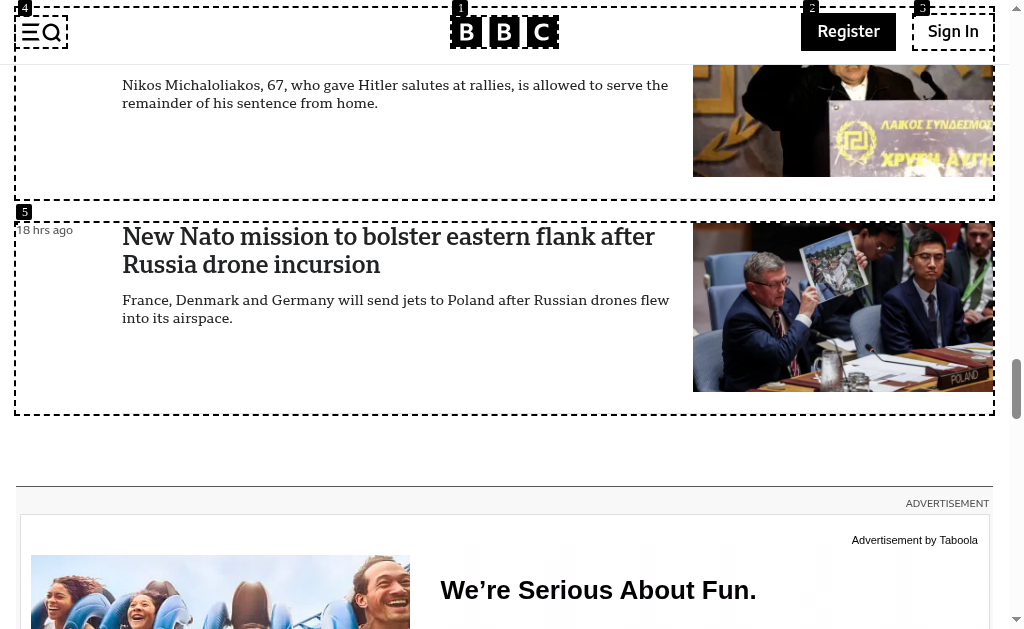 4
1
2
3
BBC
Register
Sign In
Nikos Michaloliakos, 67, who gave Hitler salutes at rallies, is allowed to serve the
remainder of his sentence from home.
ΛΑΙΚΟΣ ΣΥΝΔΕΣΜΟΣ
ΧΡΥΣΗ ΑΥΓΗ
5
18 hrs ago
New Nato mission to bolster eastern flank after
Russia drone incursion
France, Denmark and Germany will send jets to Poland after Russian drones flew
into its airspace.
POLAND
ADVERTISEMENT
Advertisement by Taboola
We’re Serious About Fun.